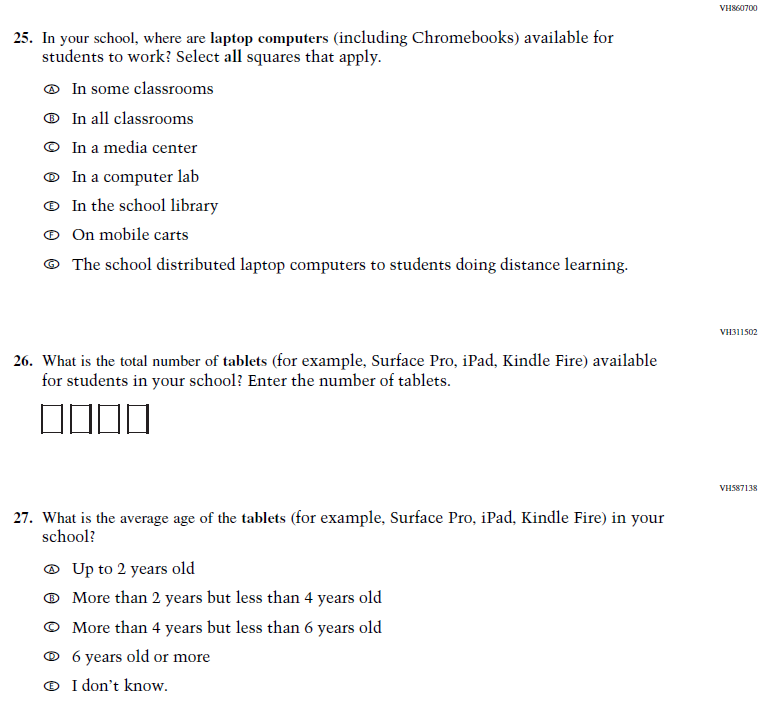 VH860700
25. In your school, where are laptop computers (including Chromebooks) available for
students to work? Select all squares that apply.
A In some classrooms
B In all classrooms
C In a media center
D In a computer lab
E In the school library
F On mobile carts
G The school distributed laptop computers to students doing distance learning.
VH311502
26. What is the total number of tablets (for example, Surface Pro, iPad, Kindle Fire) available
for students in your school? Enter the number of tablets.
VH587138
27. What is the average age of the tablets (for example, Surface Pro, iPad, Kindle Fire) in your
school?
A Up to 2 years old
B More than 2 years but less than 4 years old
C More than 4 years but less than 6 years old
D 6 years old or more
E I don't know.